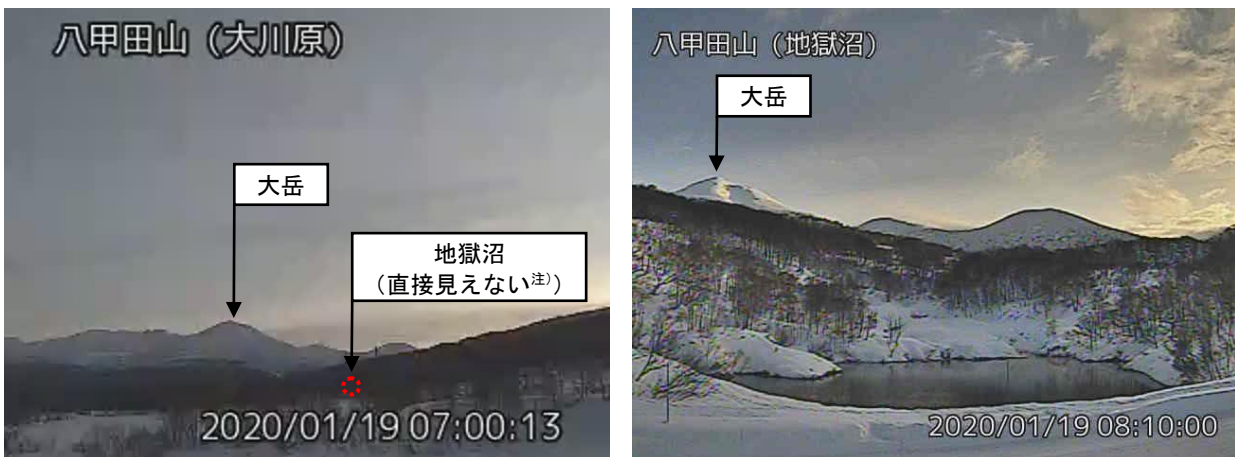 八甲田山（大川原）
大岳
地獄沼
（直接見えない注)）
2020/01/19 07:00:13
八甲田山（地獄沼）
大岳
2020/01/19 08:10:00